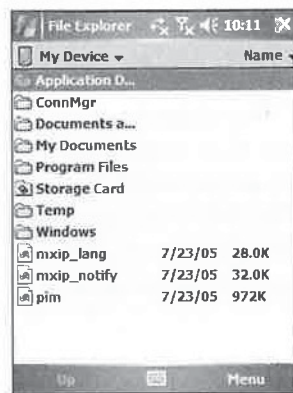 File Explorer 10:11
My Device Name
Application D...
ConnMgr
Documents a...
My Documents
Program Files
Storage Card
Temp
Windows
mxip_lang 7/23/05 28.0K
mxip_notify 7/23/05 32.0K
pim 7/23/05 972K
Up Menu